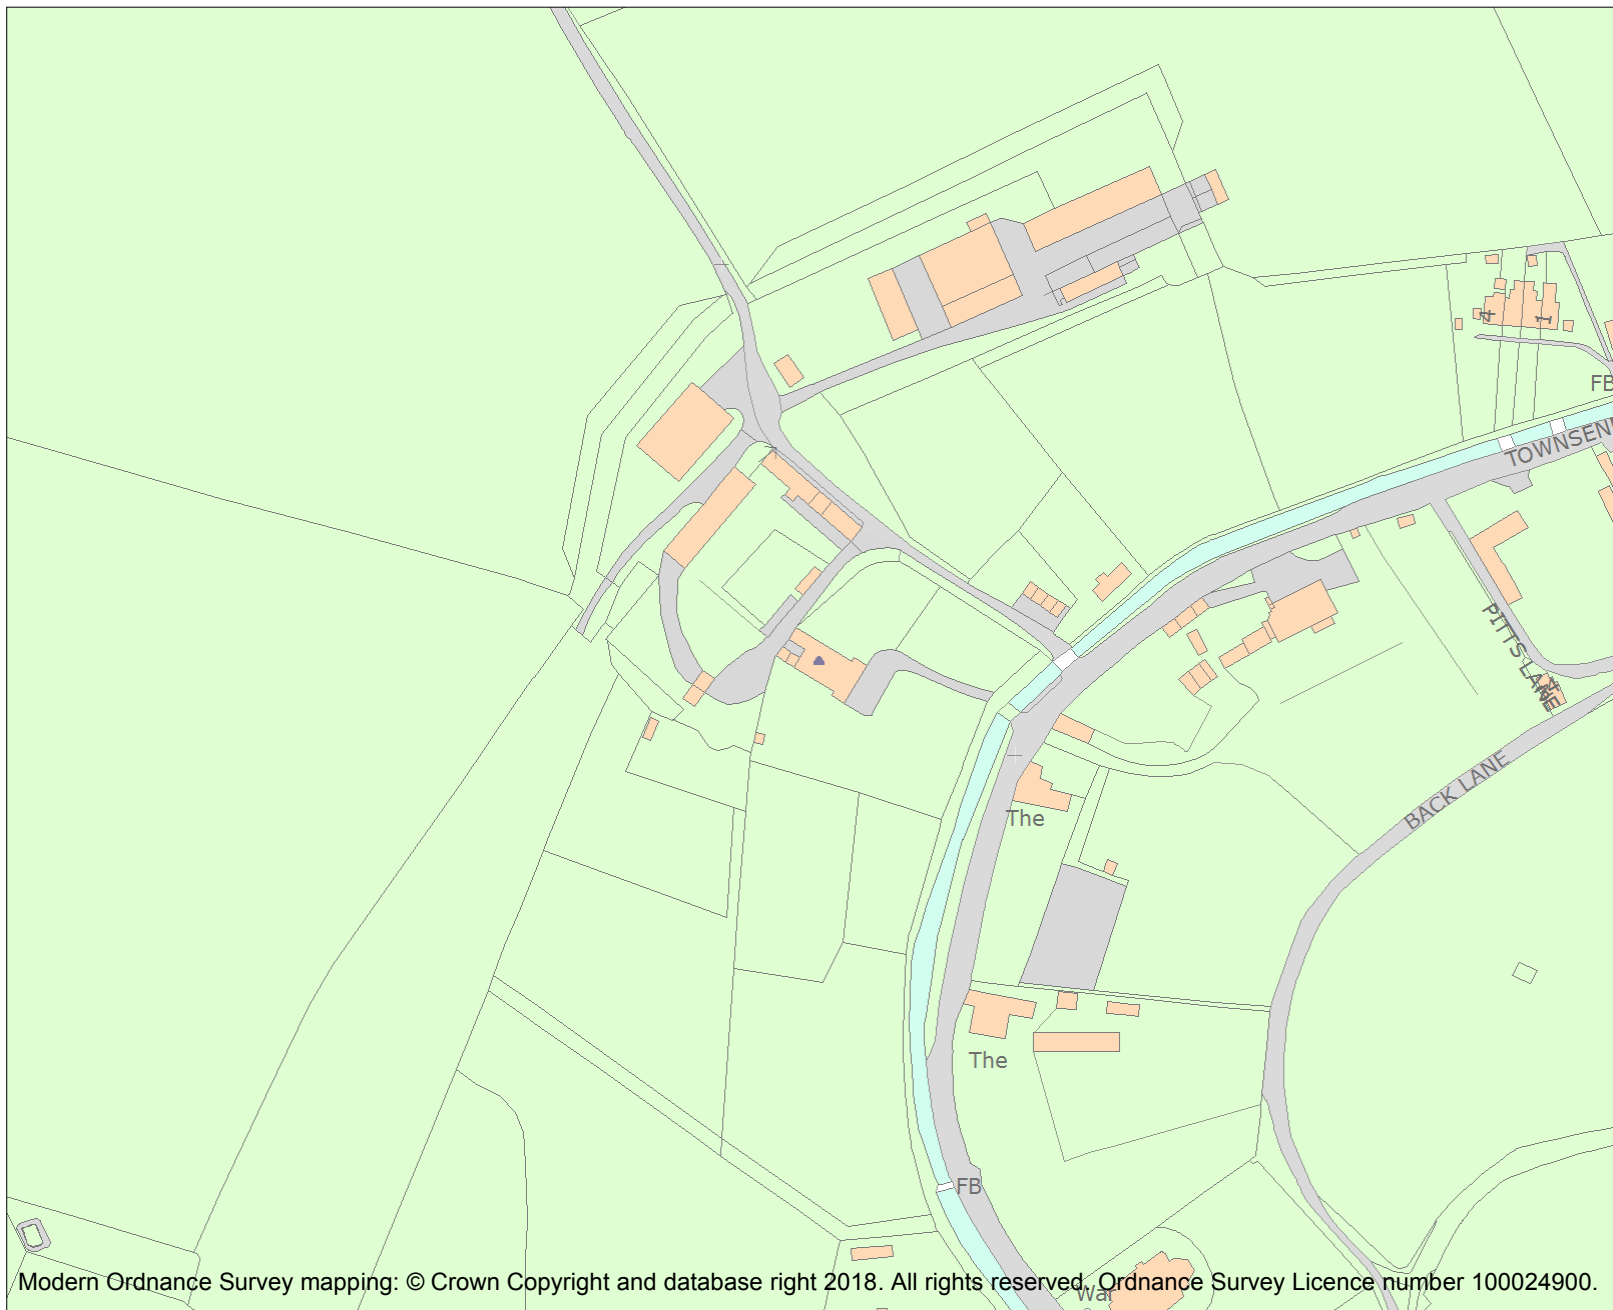 4
1
FB
TOWNSEN
PITTS LANE
BACK LANE
The
The
FB
War
Modern Ordnance Survey mapping: © Crown Copyright and database right 2018. All rights reserved. Ordnance Survey Licence number 100024900.